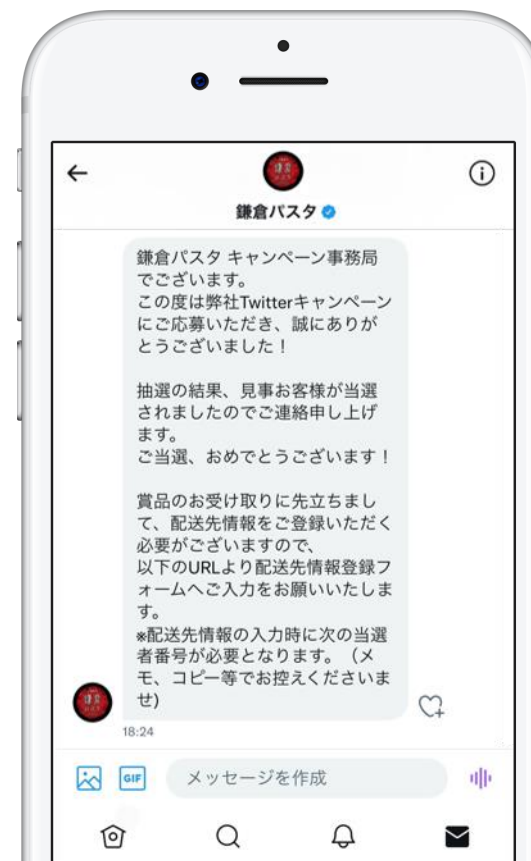 鎌倉パスタ
鎌倉パスタ キャンペーン事務局
でございます。
この度は弊社Twitterキャンペーン
にご応募いただき、誠にありが
とうございました！
抽選の結果、見事お客様が当選
されましたのでご連絡申し上げ
ます。
ご当選、おめでとうございます！
賞品のお受け取りに先立ちまし
て、配送先情報をご登録いただく
必要がございますので、
以下のURLより配送先情報登録フ
ォームへご入力をお願いいたしま
す。
※配送先情報の入力時に次の当選
者番号が必要となります。（メ
モ、コピー等でお控えくださいま
せ)
18:24
GIF
メッセージを作成